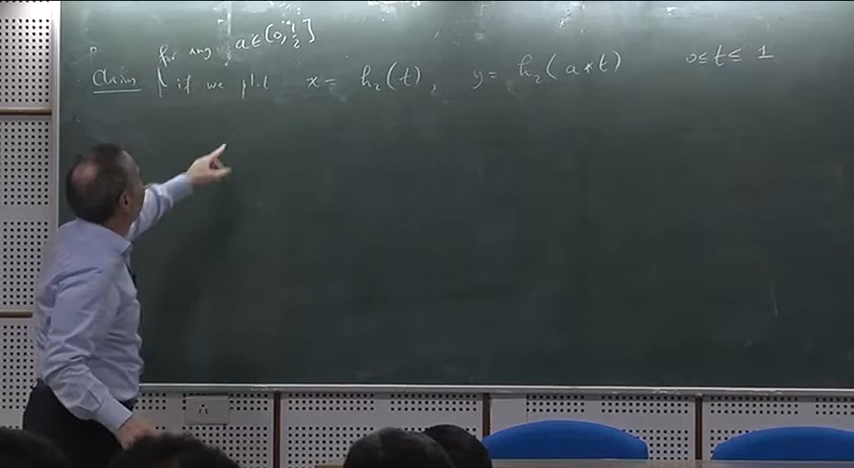 for any a ∈ [0, 1/2]
Claim if we plot x = h₂(t), y = h₂(a * t) 0 ≤ t ≤ 1